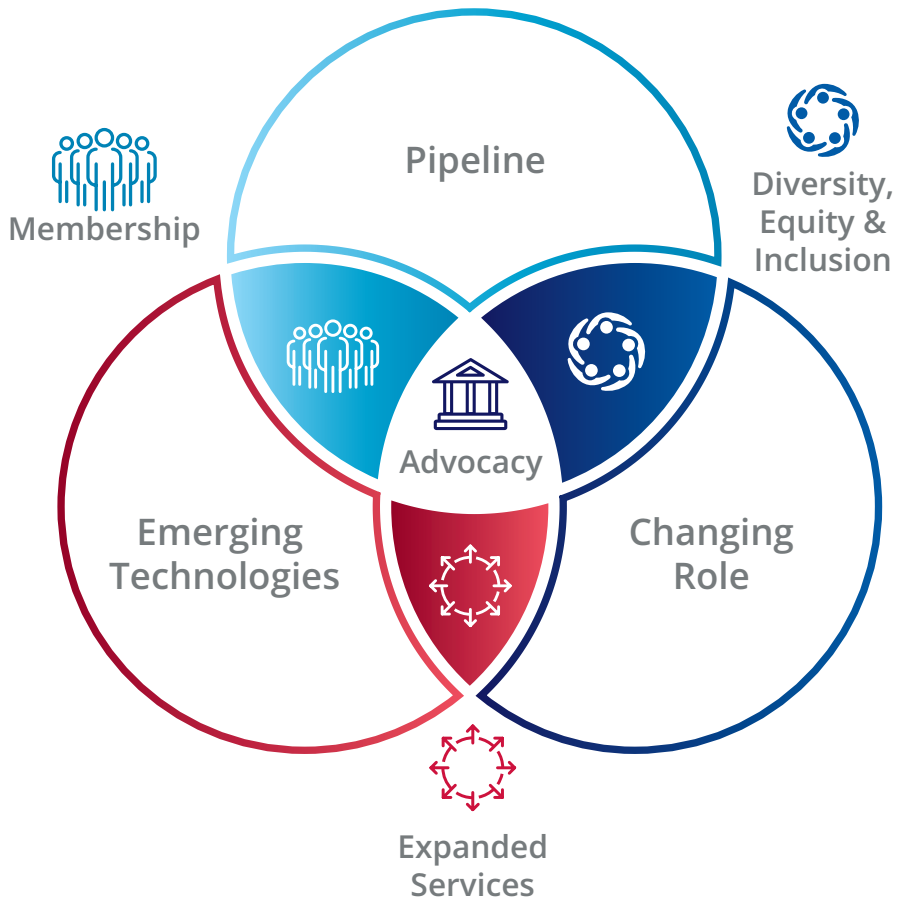 Pipeline
Membership
Diversity,
Equity &
Inclusion
Advocacy
Emerging
Technologies
Changing
Role
Expanded
Services